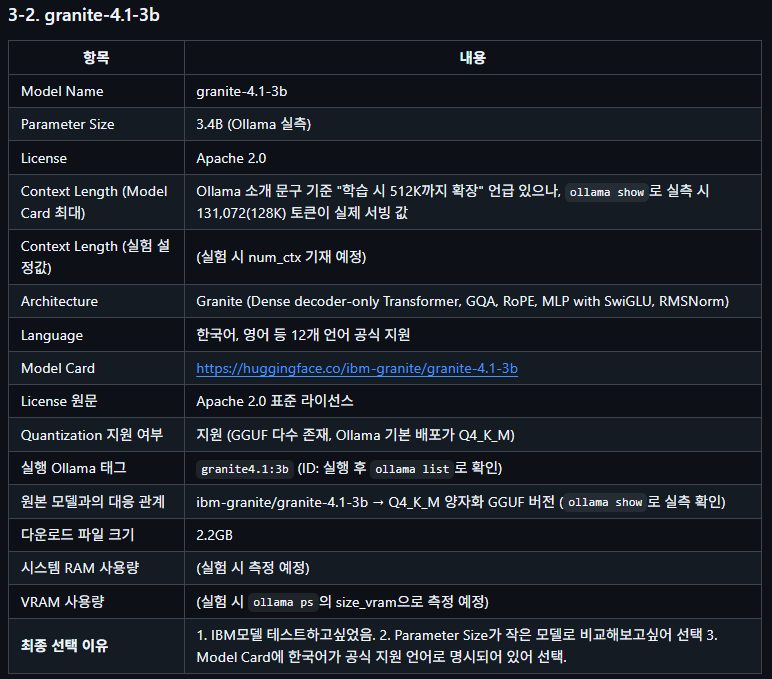 3-2. granite-4.1-3b
항목 내용
Model Name granite-4.1-3b
Parameter Size 3.4B (Ollama 실측)
License Apache 2.0
Context Length (Model Ollama 소개 문구 기준 "학습 시 512K까지 확장" 언급 있으나, ollama show로 실측 시
Card 최대) 131,072(128K) 토큰이 실제 서빙 값
Context Length (실험 설
정값) (실험 시 num_ctx 기재 예정)
Architecture Granite (Dense decoder-only Transformer, GQA, RoPE, MLP with SwiGLU, RMSNorm)
Language 한국어, 영어 등 12개 언어 공식 지원
Model Card https://huggingface.co/ibm-granite/granite-4.1-3b
License 원문 Apache 2.0 표준 라이선스
Quantization 지원 여부 지원 (GGUF 다수 존재, Ollama 기본 배포가 Q4_K_M)
실행 Ollama 태그 granite4.1:3b (ID: 실행 후 ollama list로 확인)
원본 모델과의 대응 관계 ibm-granite/granite-4.1-3b → Q4_K_M 양자화 GGUF 버전 (ollama show로 실측 확인)
다운로드 파일 크기 2.2GB
시스템 RAM 사용량 (실험 시 측정 예정)
VRAM 사용량 (실험 시 ollama ps의 size_vram으로 측정 예정)
최종 선택 이유 1. IBM모델 테스트하고싶었음. 2. Parameter Size가 작은 모델로 비교해보고싶어 선택 3.
Model Card에 한국어가 공식 지원 언어로 명시되어 있어 선택.